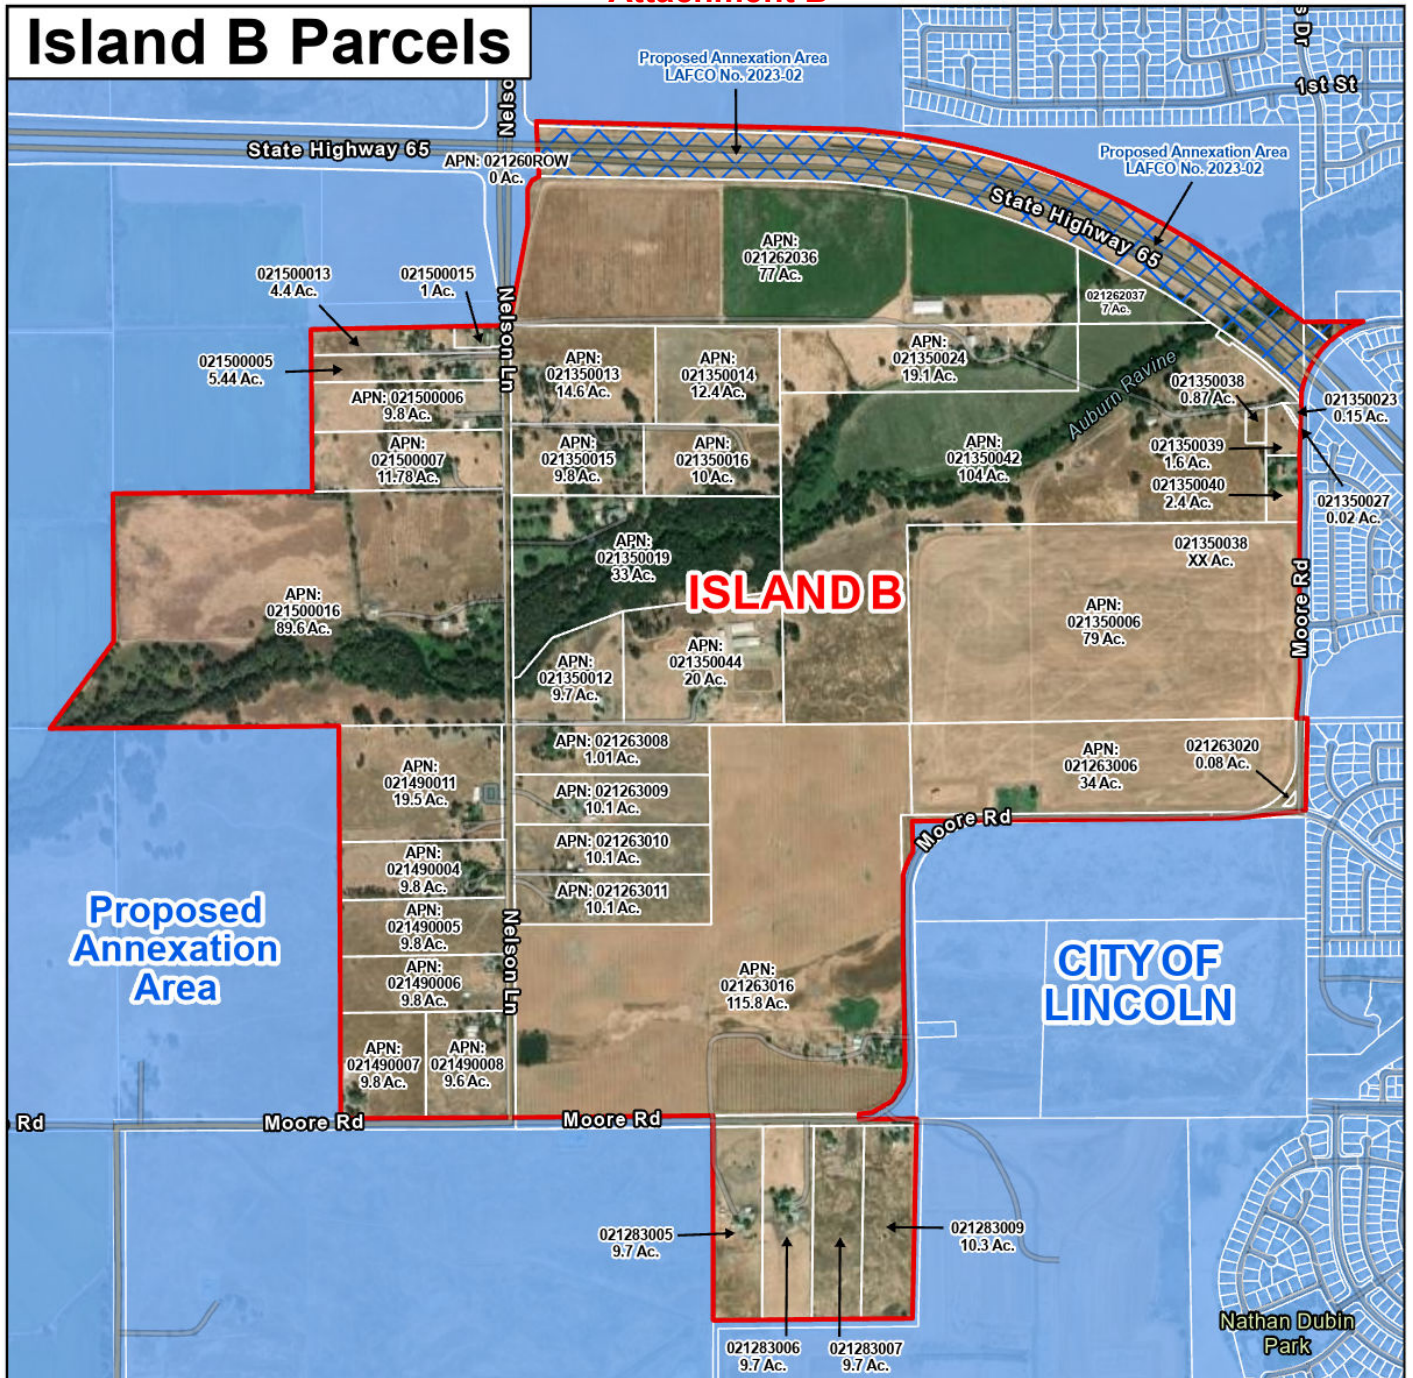 Attachment B
Island B Parcels
Proposed Annexation Area
LAFCO No. 2023-02
s Dr
1st St
Nelso
State Highway 65
APN: 021260ROW
0 Ac.
Proposed Annexation Area
LAFCO No. 2023-02
State Highway 65
APN:
021262036
77 Ac.
021262037
7 Ac.
021500013
4.4 Ac.
021500015
1 Ac.
Nelson Ln
021500005
5.44 Ac.
APN: 021500006
9.8 Ac.
APN:
021500007
11.78 Ac.
APN:
021350013
14.6 Ac.
APN:
021350014
12.4 Ac.
APN:
021350024
19.1 Ac.
Auburn Ravine
021350038
0.87 Ac.
021350023
0.15 Ac.
APN:
021350015
9.8 Ac.
APN:
021350016
10 Ac.
APN:
021350042
104 Ac.
021350039
1.6 Ac.
021350040
2.4 Ac.
021350027
0.02 Ac.
021350038
XX Ac.
APN:
021350019
33 Ac.
ISLAND B
APN:
021500016
89.6 Ac.
APN:
021350006
79 Ac.
Moore Rd
APN:
021350012
9.7 Ac.
APN:
021350044
20 Ac.
APN: 021263008
1.01 Ac.
APN:
021263006
34 Ac.
021263020
0.08 Ac.
APN:
021490011
19.5 Ac.
APN: 021263009
10.1 Ac.
Moore Rd
APN: 021263010
10.1 Ac.
APN:
021490004
9.8 Ac.
APN: 021263011
10.1 Ac.
Proposed
Annexation
Area
APN:
021490005
9.8 Ac.
Nelson Ln
APN:
021490006
9.8 Ac.
APN:
021263016
115.8 Ac.
CITY OF
LINCOLN
APN:
021490007
9.8 Ac.
APN:
021490008
9.6 Ac.
Rd
Moore Rd
Moore Rd
021283005
9.7 Ac.
021283009
10.3 Ac.
021283006
9.7 Ac.
021283007
9.7 Ac.
Nathan Dubin
Park